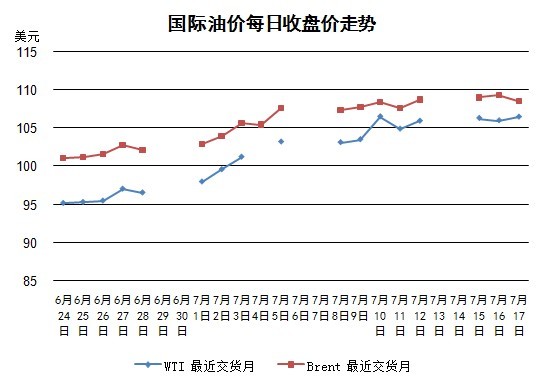 国际油价每日收盘价走势
美元
115
110
105
100
95
90
85
6月24日
6月25日
6月26日
6月27日
6月28日
6月29日
6月30日
7月1日
7月2日
7月3日
7月4日
7月5日
7月6日
7月7日
7月8日
7月9日
7月10日
7月11日
7月12日
7月13日
7月14日
7月15日
7月16日
7月17日
WTI 最近交货月
Brent 最近交货月